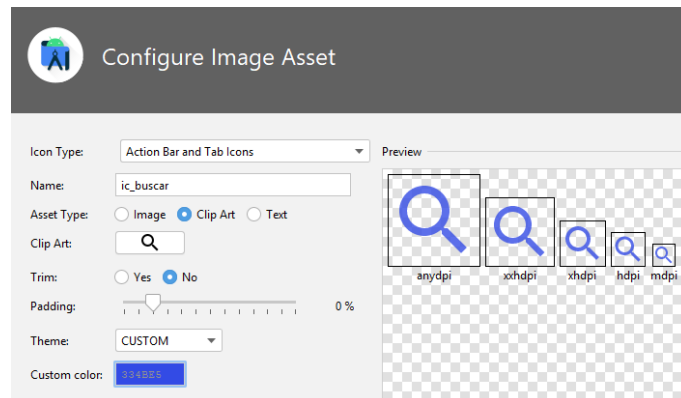 Configure Image Asset
Icon Type: Action Bar and Tab Icons
Preview
Name: ic_buscar
Asset Type: Image Clip Art Text
Clip Art:
Trim: Yes No
Padding: 0 %
Theme: CUSTOM
Custom color: 334BE5
anydpi xxhdpi xhdpi hdpi mdpi